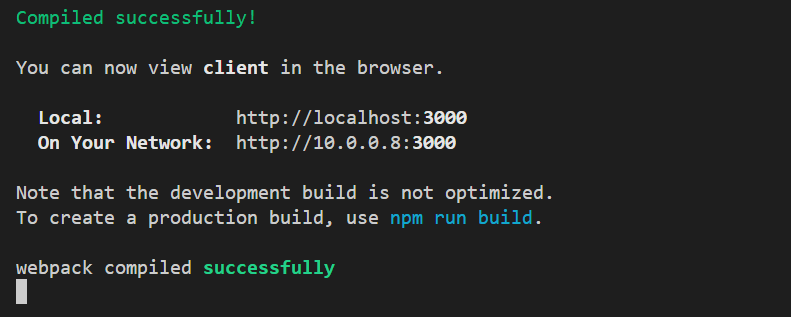 Compiled successfully!
You can now view client in the browser.
Local: http://localhost:3000
On Your Network: http://10.0.0.8:3000
Note that the development build is not optimized.
To create a production build, use npm run build.
webpack compiled successfully